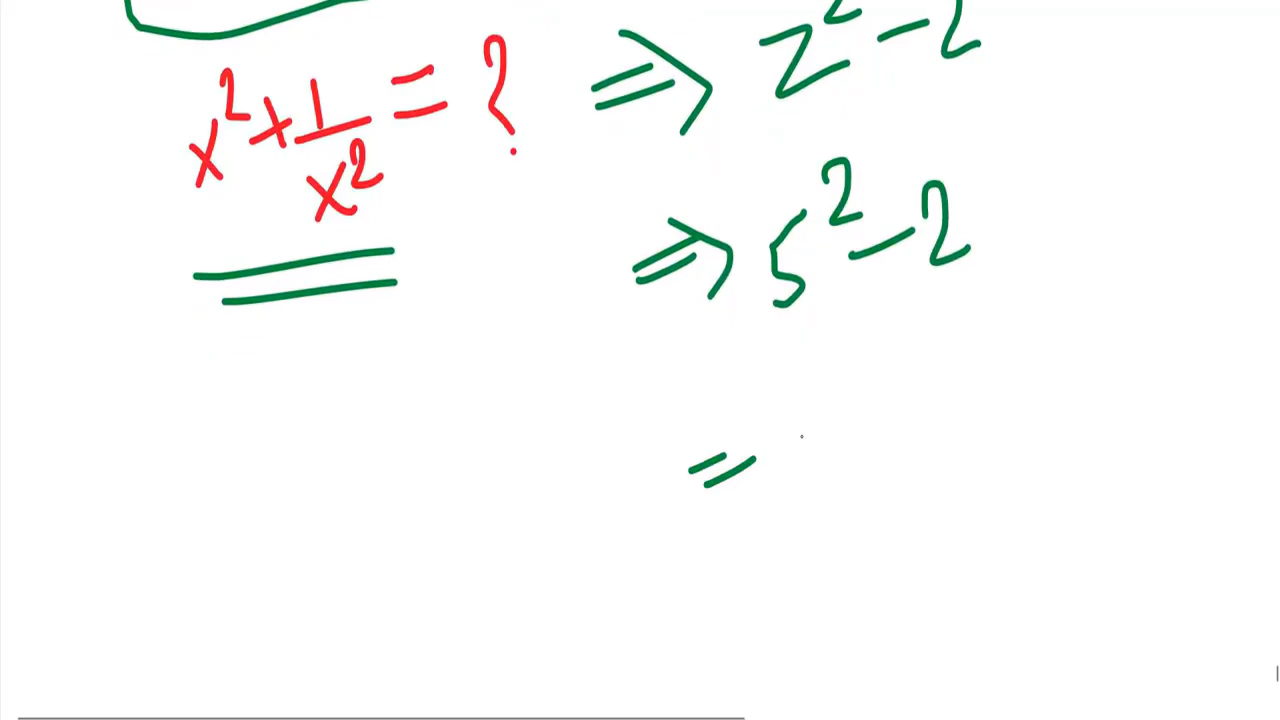 x² + 1/x² = ?
⇒ z² - 2
⇒ 5² - 2
=